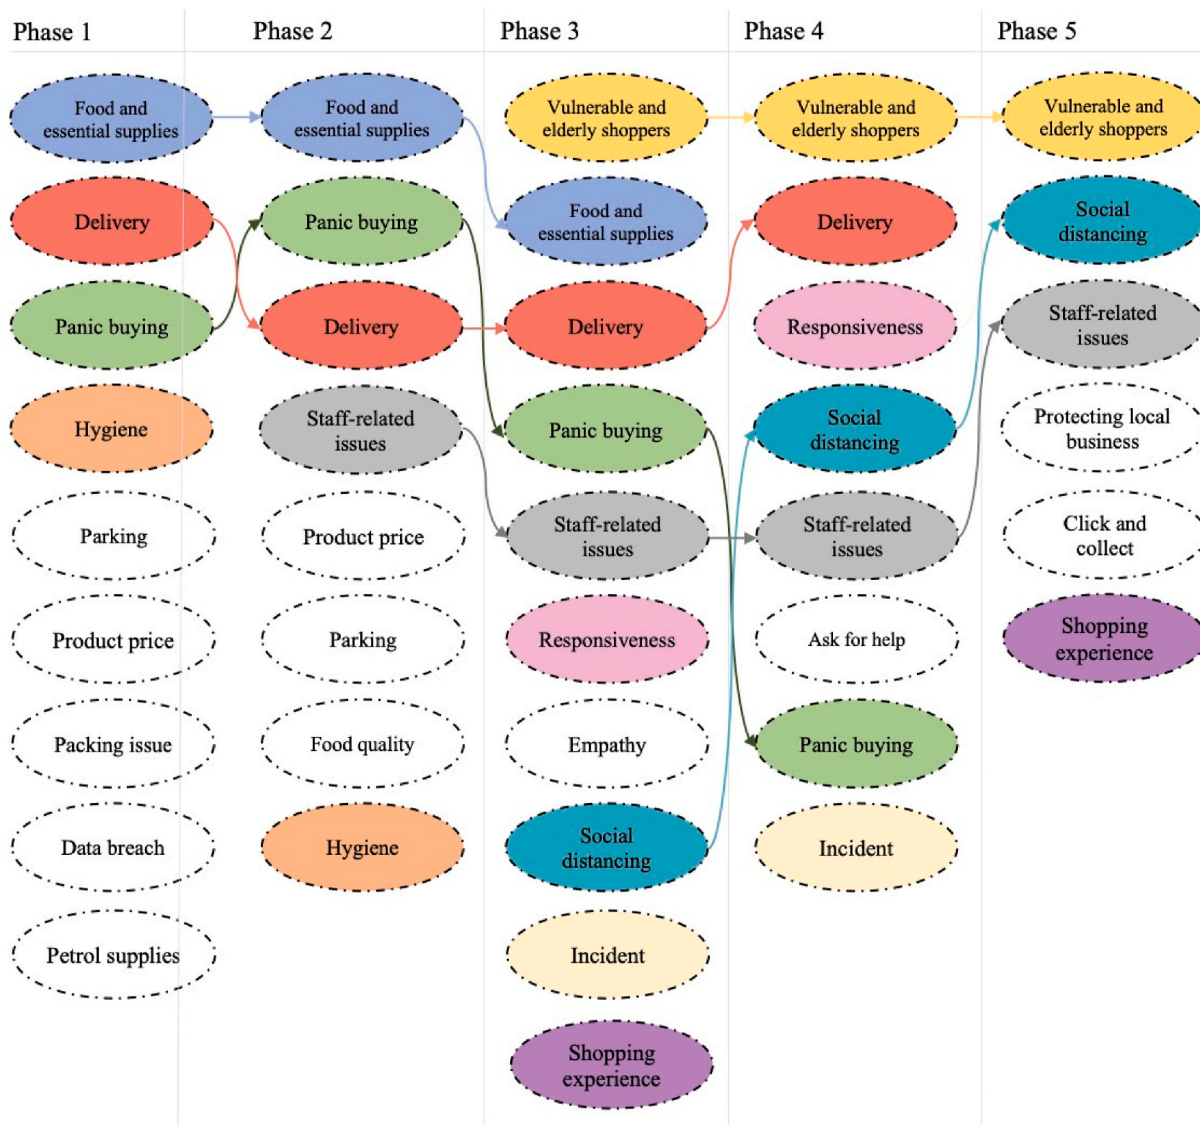 Phase 1
Phase 2
Phase 3
Phase 4
Phase 5
Food and
essential supplies
Delivery
Panic buying
Hygiene
Parking
Product price
Packing issue
Data breach
Petrol supplies
Food and
essential supplies
Panic buying
Delivery
Staff-related
issues
Product price
Parking
Food quality
Hygiene
Vulnerable and
elderly shoppers
Food and
essential supplies
Delivery
Panic buying
Staff-related
issues
Responsiveness
Empathy
Social
distancing
Incident
Shopping
experience
Vulnerable and
elderly shoppers
Delivery
Responsiveness
Social
distancing
Staff-related
issues
Ask for help
Panic buying
Incident
Vulnerable and
elderly shoppers
Social
distancing
Staff-related
issues
Protecting local
business
Click and
collect
Shopping
experience